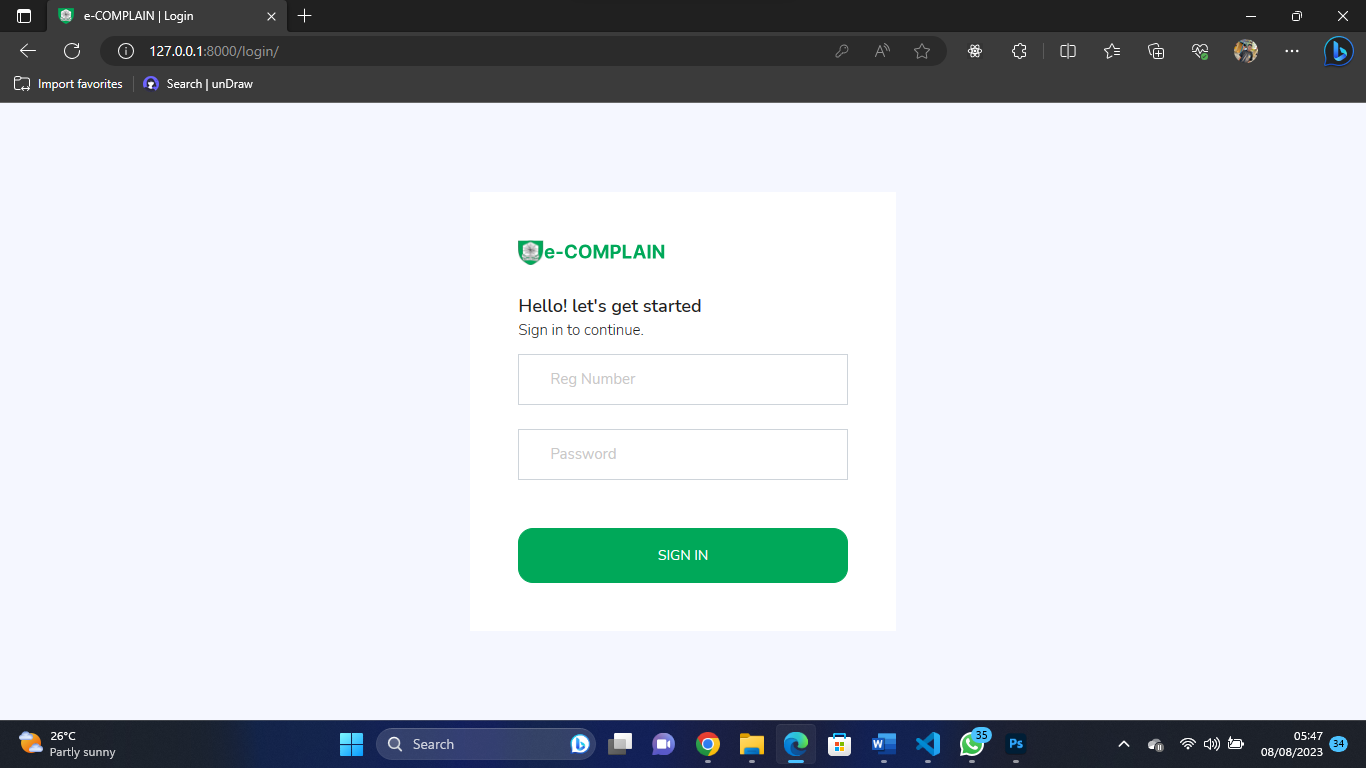 e-COMPLAIN | Login
127.0.0.1:8000/login/
Import favorites
Search | unDraw
e-COMPLAIN
Hello! let's get started
Sign in to continue.
Reg Number
Password
SIGN IN
26°C
Partly sunny
Search
35
Ps
05:47
08/08/2023
34